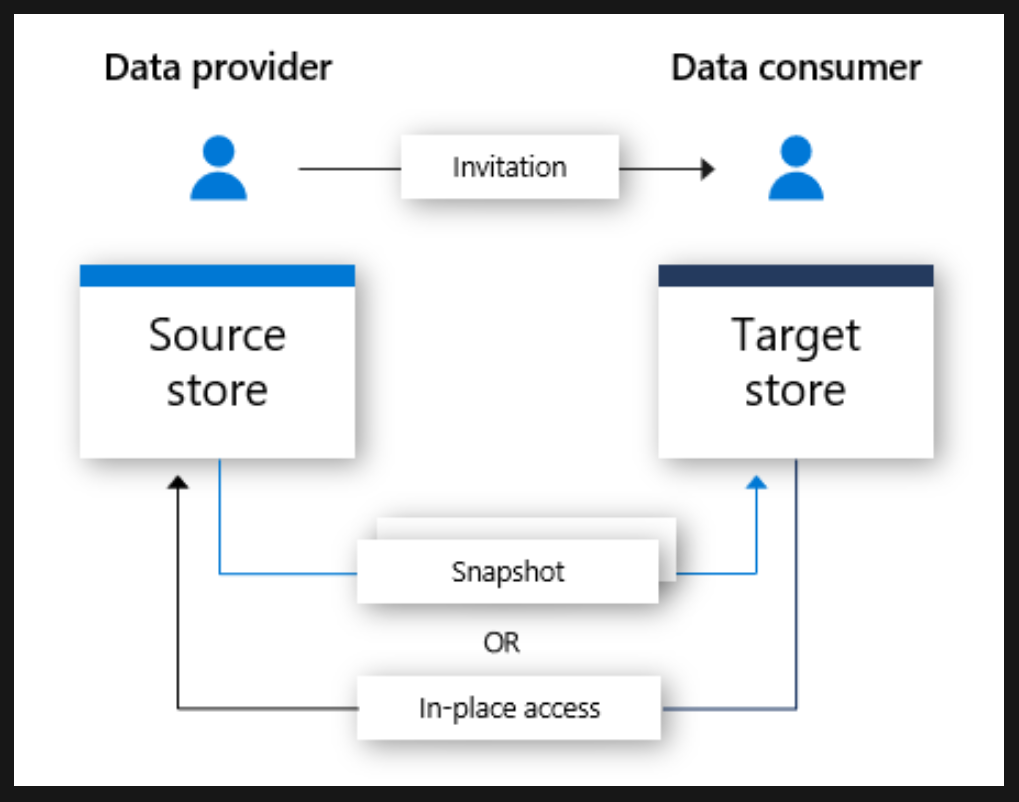 Data provider
Data consumer
Invitation
Source
store
Target
store
Snapshot
OR
In-place access